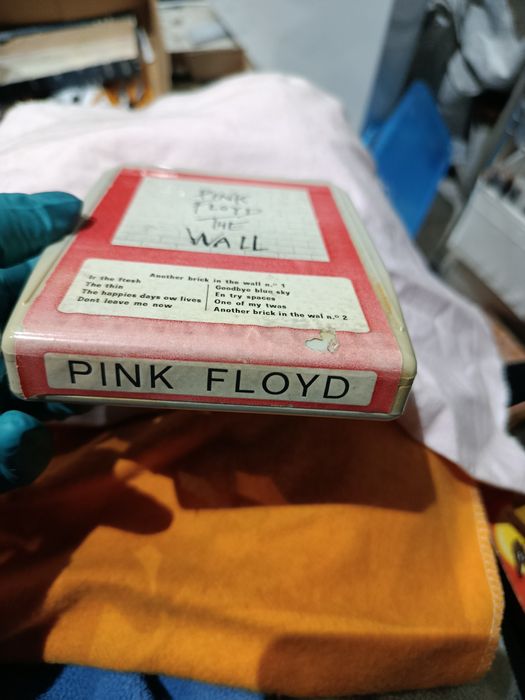 PINK
FLOYD
THE
WALL
Ir the flesh
The thin
The happies days ow lives
Dont leave me now
Another brick in the wall n.º 1
Goodbye blue sky
En try spaces
One of my twas
Another brick in the wal n.º 2
PINK FLOYD